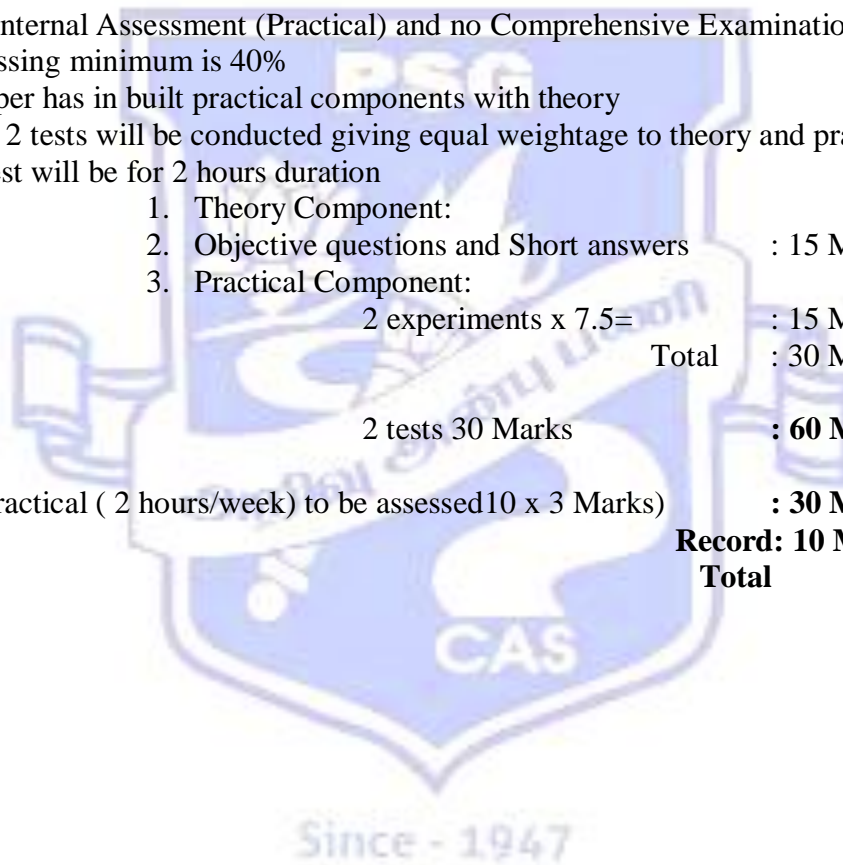 nternal Assessment (Practical) and no Comprehensive Examinatio
ssing minimum is 40%
per has in built practical components with theory
2 tests will be conducted giving equal weightage to theory and pra
est will be for 2 hours duration
1. Theory Component:
2. Objective questions and Short answers : 15 M
3. Practical Component:
2 experiments x 7.5= : 15 M
Total : 30 M
2 tests 30 Marks : 60 M
ractical ( 2 hours/week) to be assessed10 x 3 Marks) : 30 M
Record: 10 M
Total
PSG
CAS
Since - 1947